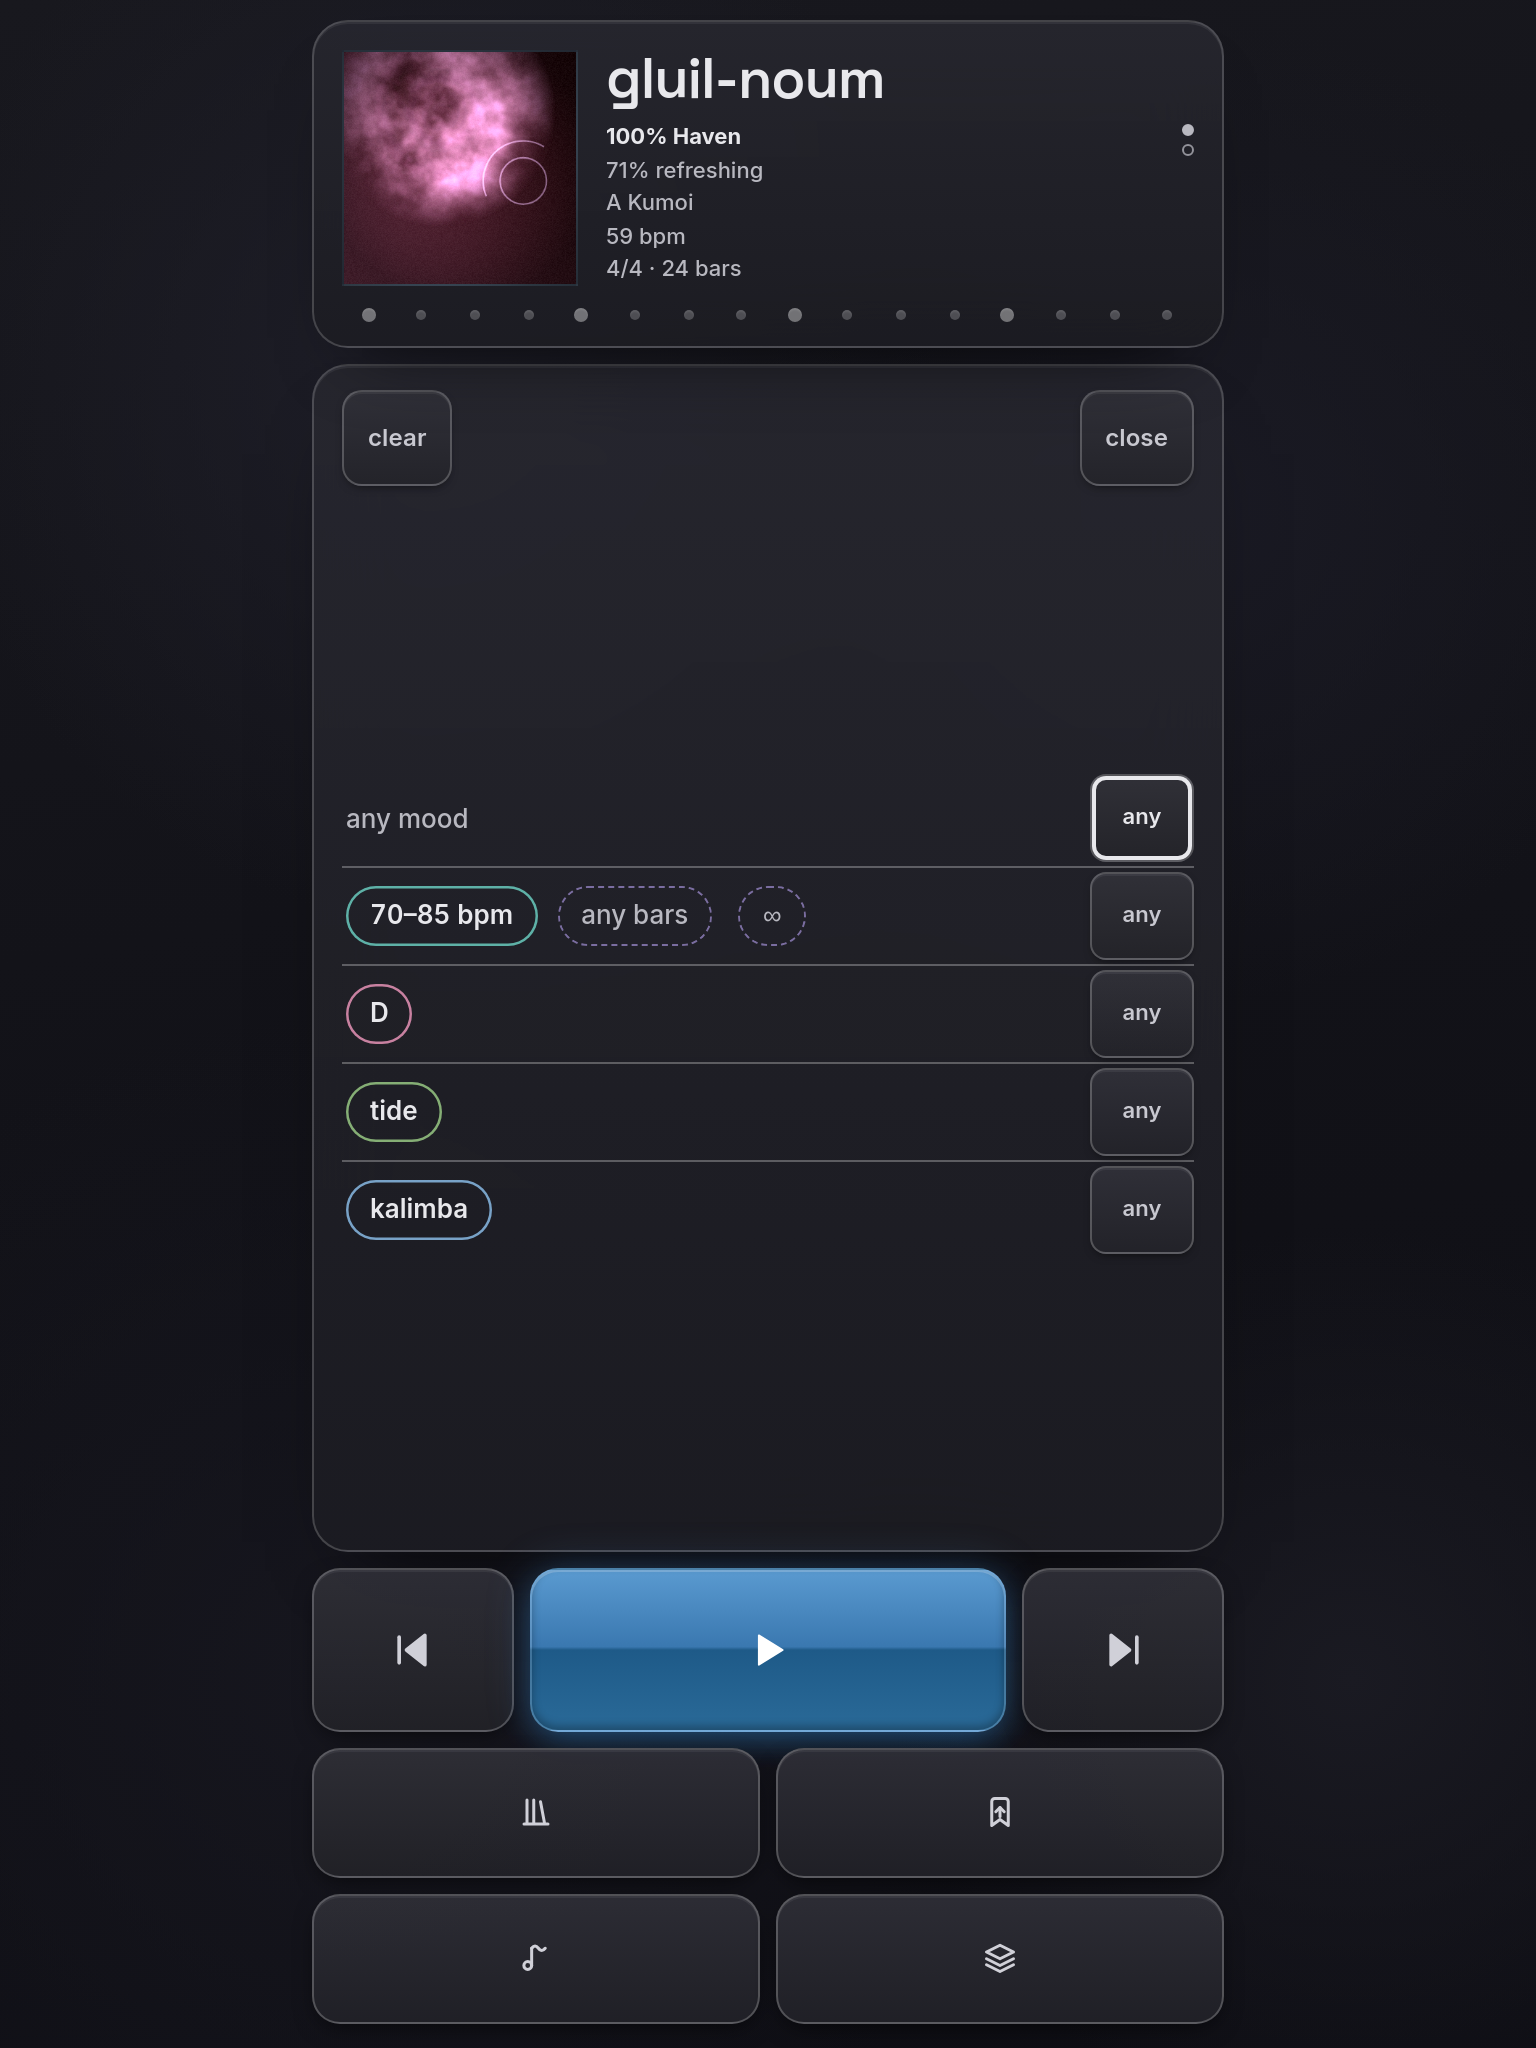 gluil-noum
100% Haven
71% refreshing
A Kumoi
59 bpm
4/4 · 24 bars
clear close
any mood any
70–85 bpm any bars ∞ any
D any
tide any
kalimba any